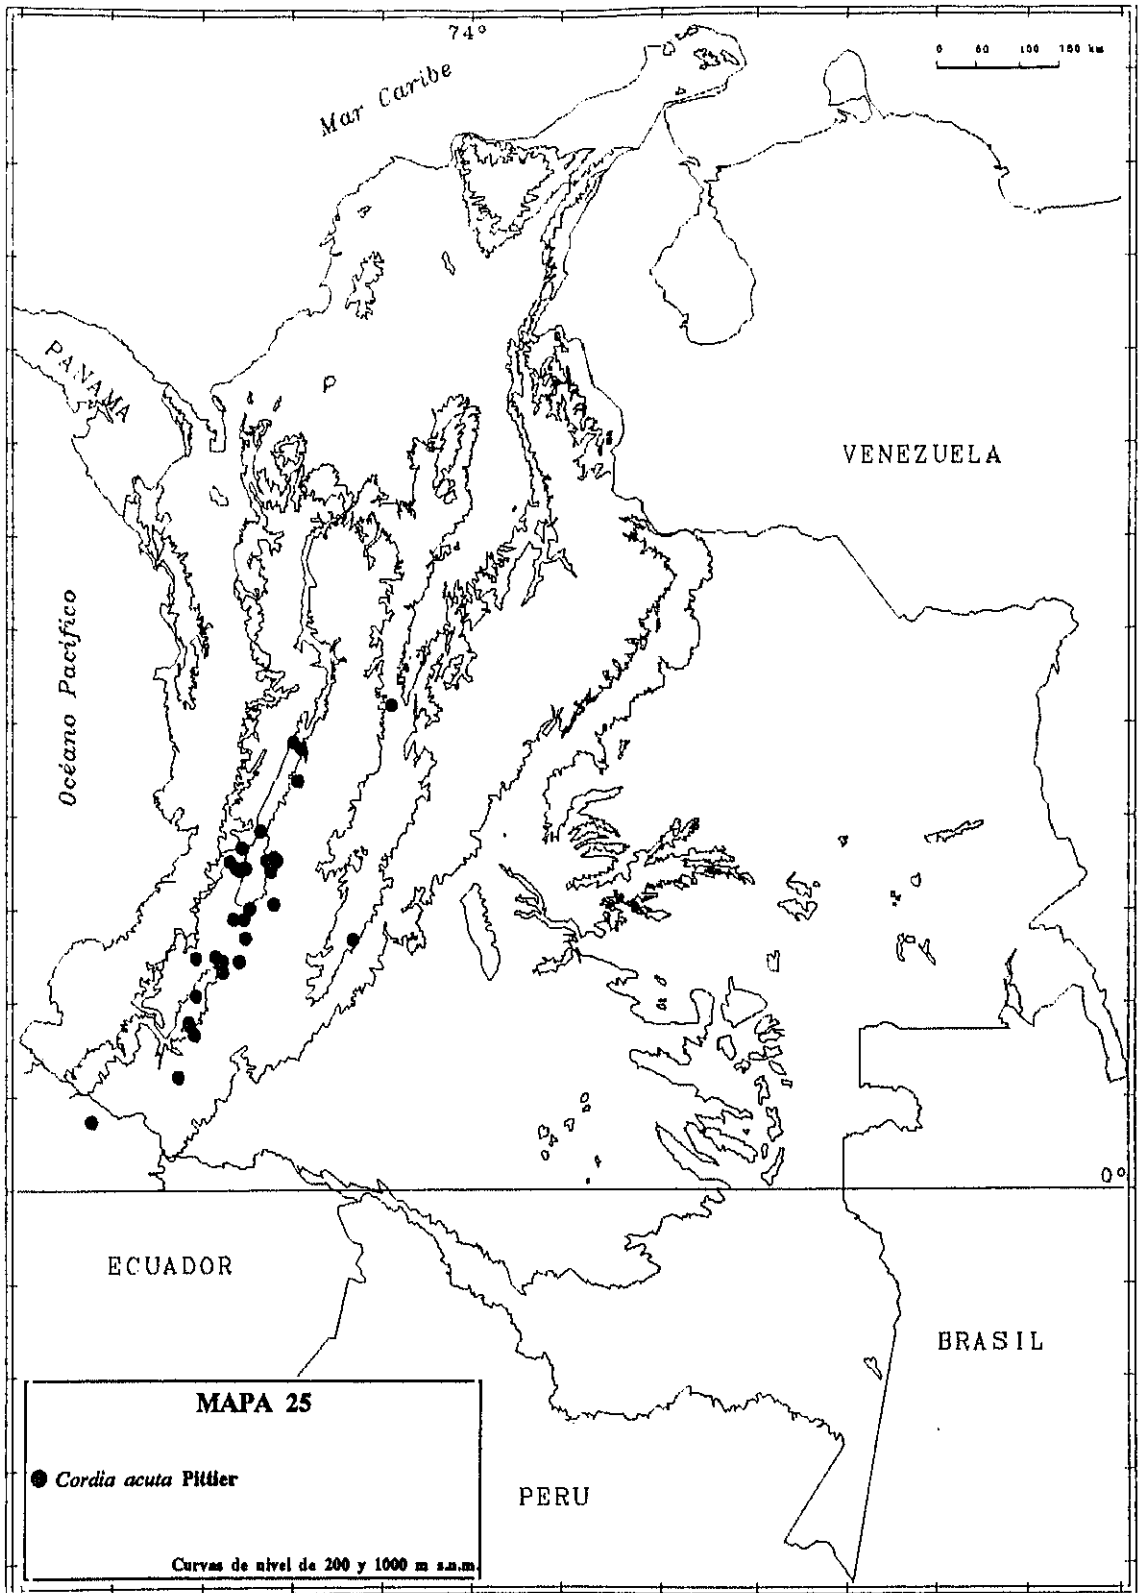 74°
0 50 100 150 km
Mar Caribe
PANAMA
VENEZUELA
Océano Pacífico
0°
ECUADOR
BRASIL
MAPA 25
Cordia acuta Pittier
PERU
Curvas de nivel de 200 y 1000 m s.n.m.